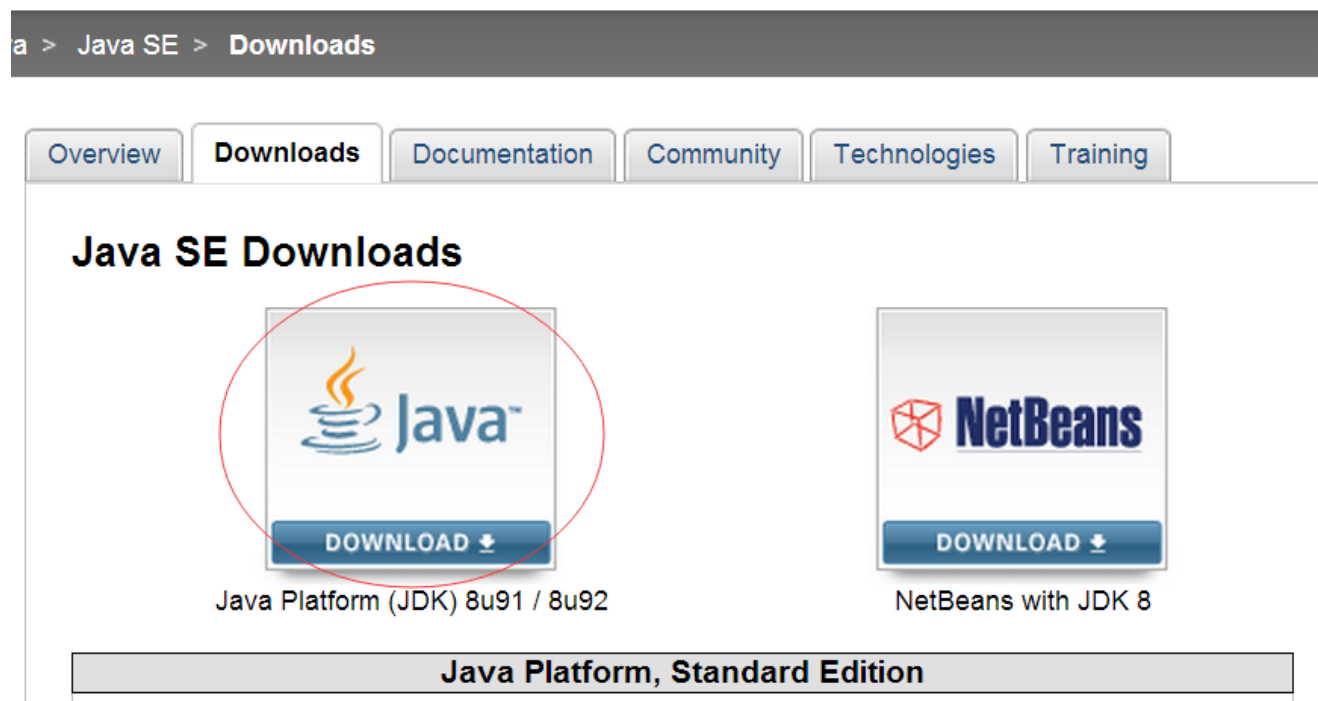 a > Java SE > Downloads
Overview Downloads Documentation Community Technologies Training
Java SE Downloads
Java™ NetBeans
DOWNLOAD DOWNLOAD
Java Platform (JDK) 8u91 / 8u92 NetBeans with JDK 8
Java Platform, Standard Edition